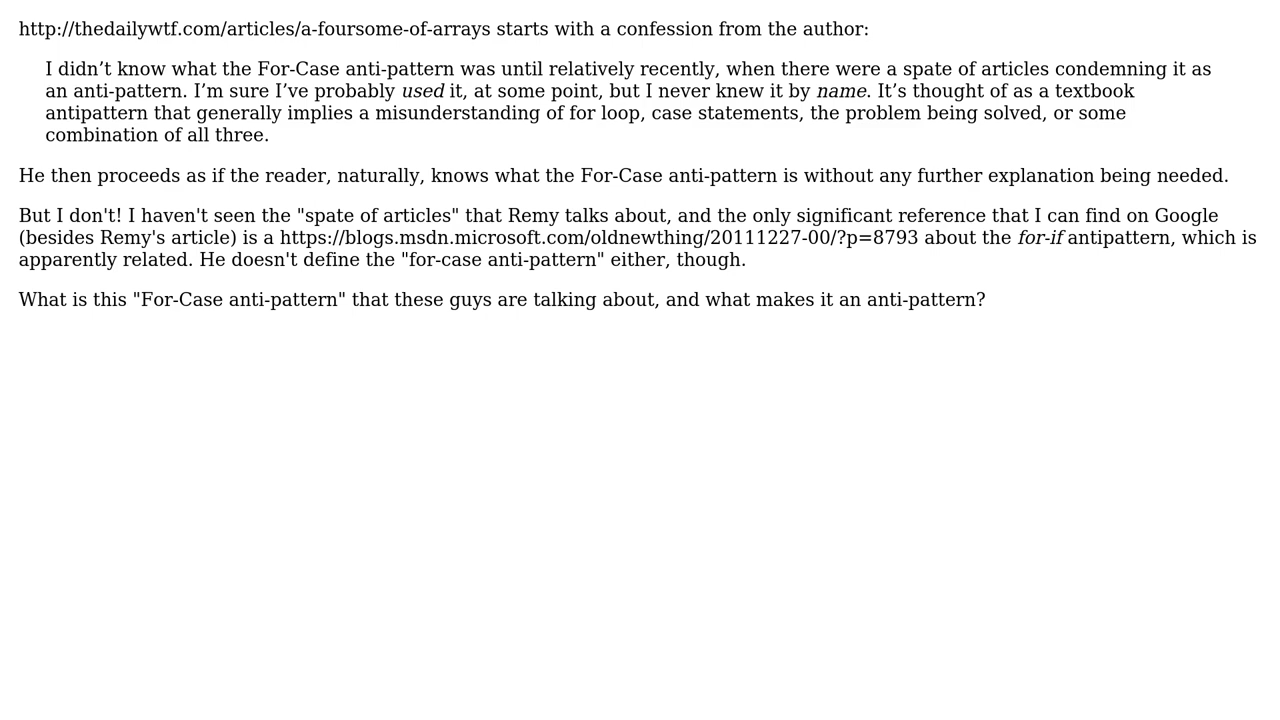 http://thedailywtf.com/articles/a-foursome-of-arrays starts with a confession from the author:
I didn’t know what the For-Case anti-pattern was until relatively recently, when there were a spate of articles condemning it as
an anti-pattern. I’m sure I’ve probably used it, at some point, but I never knew it by name. It’s thought of as a textbook
antipattern that generally implies a misunderstanding of for loop, case statements, the problem being solved, or some
combination of all three.
He then proceeds as if the reader, naturally, knows what the For-Case anti-pattern is without any further explanation being needed.
But I don't! I haven't seen the "spate of articles" that Remy talks about, and the only significant reference that I can find on Google
(besides Remy's article) is a https://blogs.msdn.microsoft.com/oldnewthing/20111227-00/?p=8793 about the for-if antipattern, which is
apparently related. He doesn't define the "for-case anti-pattern" either, though.
What is this "For-Case anti-pattern" that these guys are talking about, and what makes it an anti-pattern?